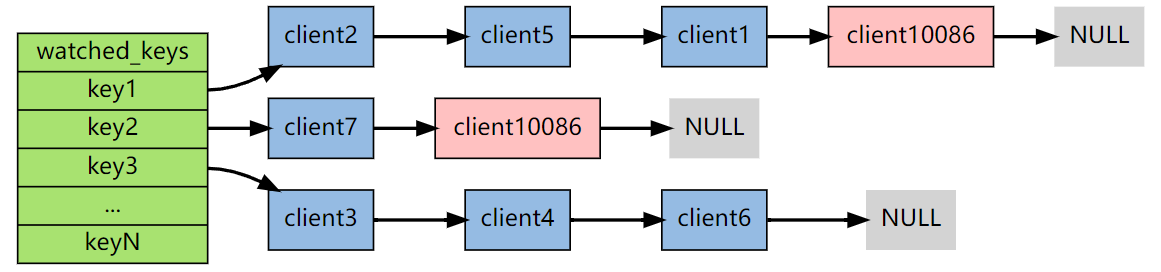 watched_keys
key1
key2
key3
...
keyN
client2
client5
client1
client10086
NULL
client7
client10086
NULL
client3
client4
client6
NULL